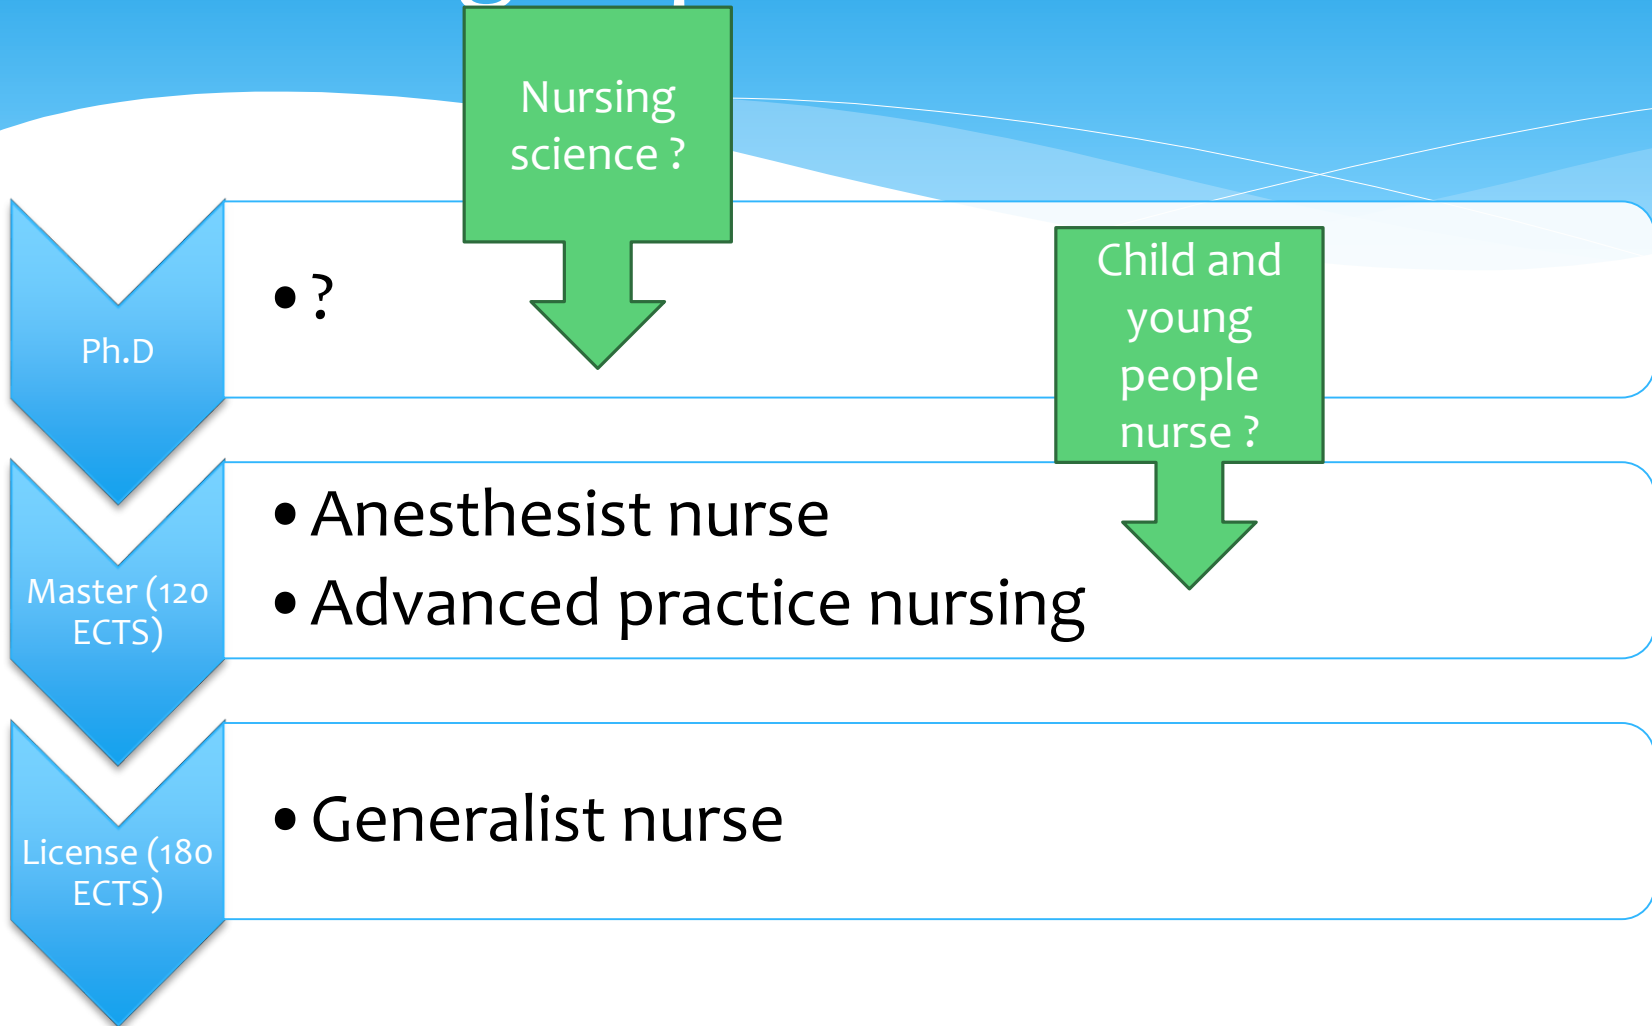 Nursing
science ?
Ph.D
• ?
Child and
young
people
nurse ?
Master (120
ECTS)
• Anesthesist nurse
• Advanced practice nursing
License (180
ECTS)
• Generalist nurse